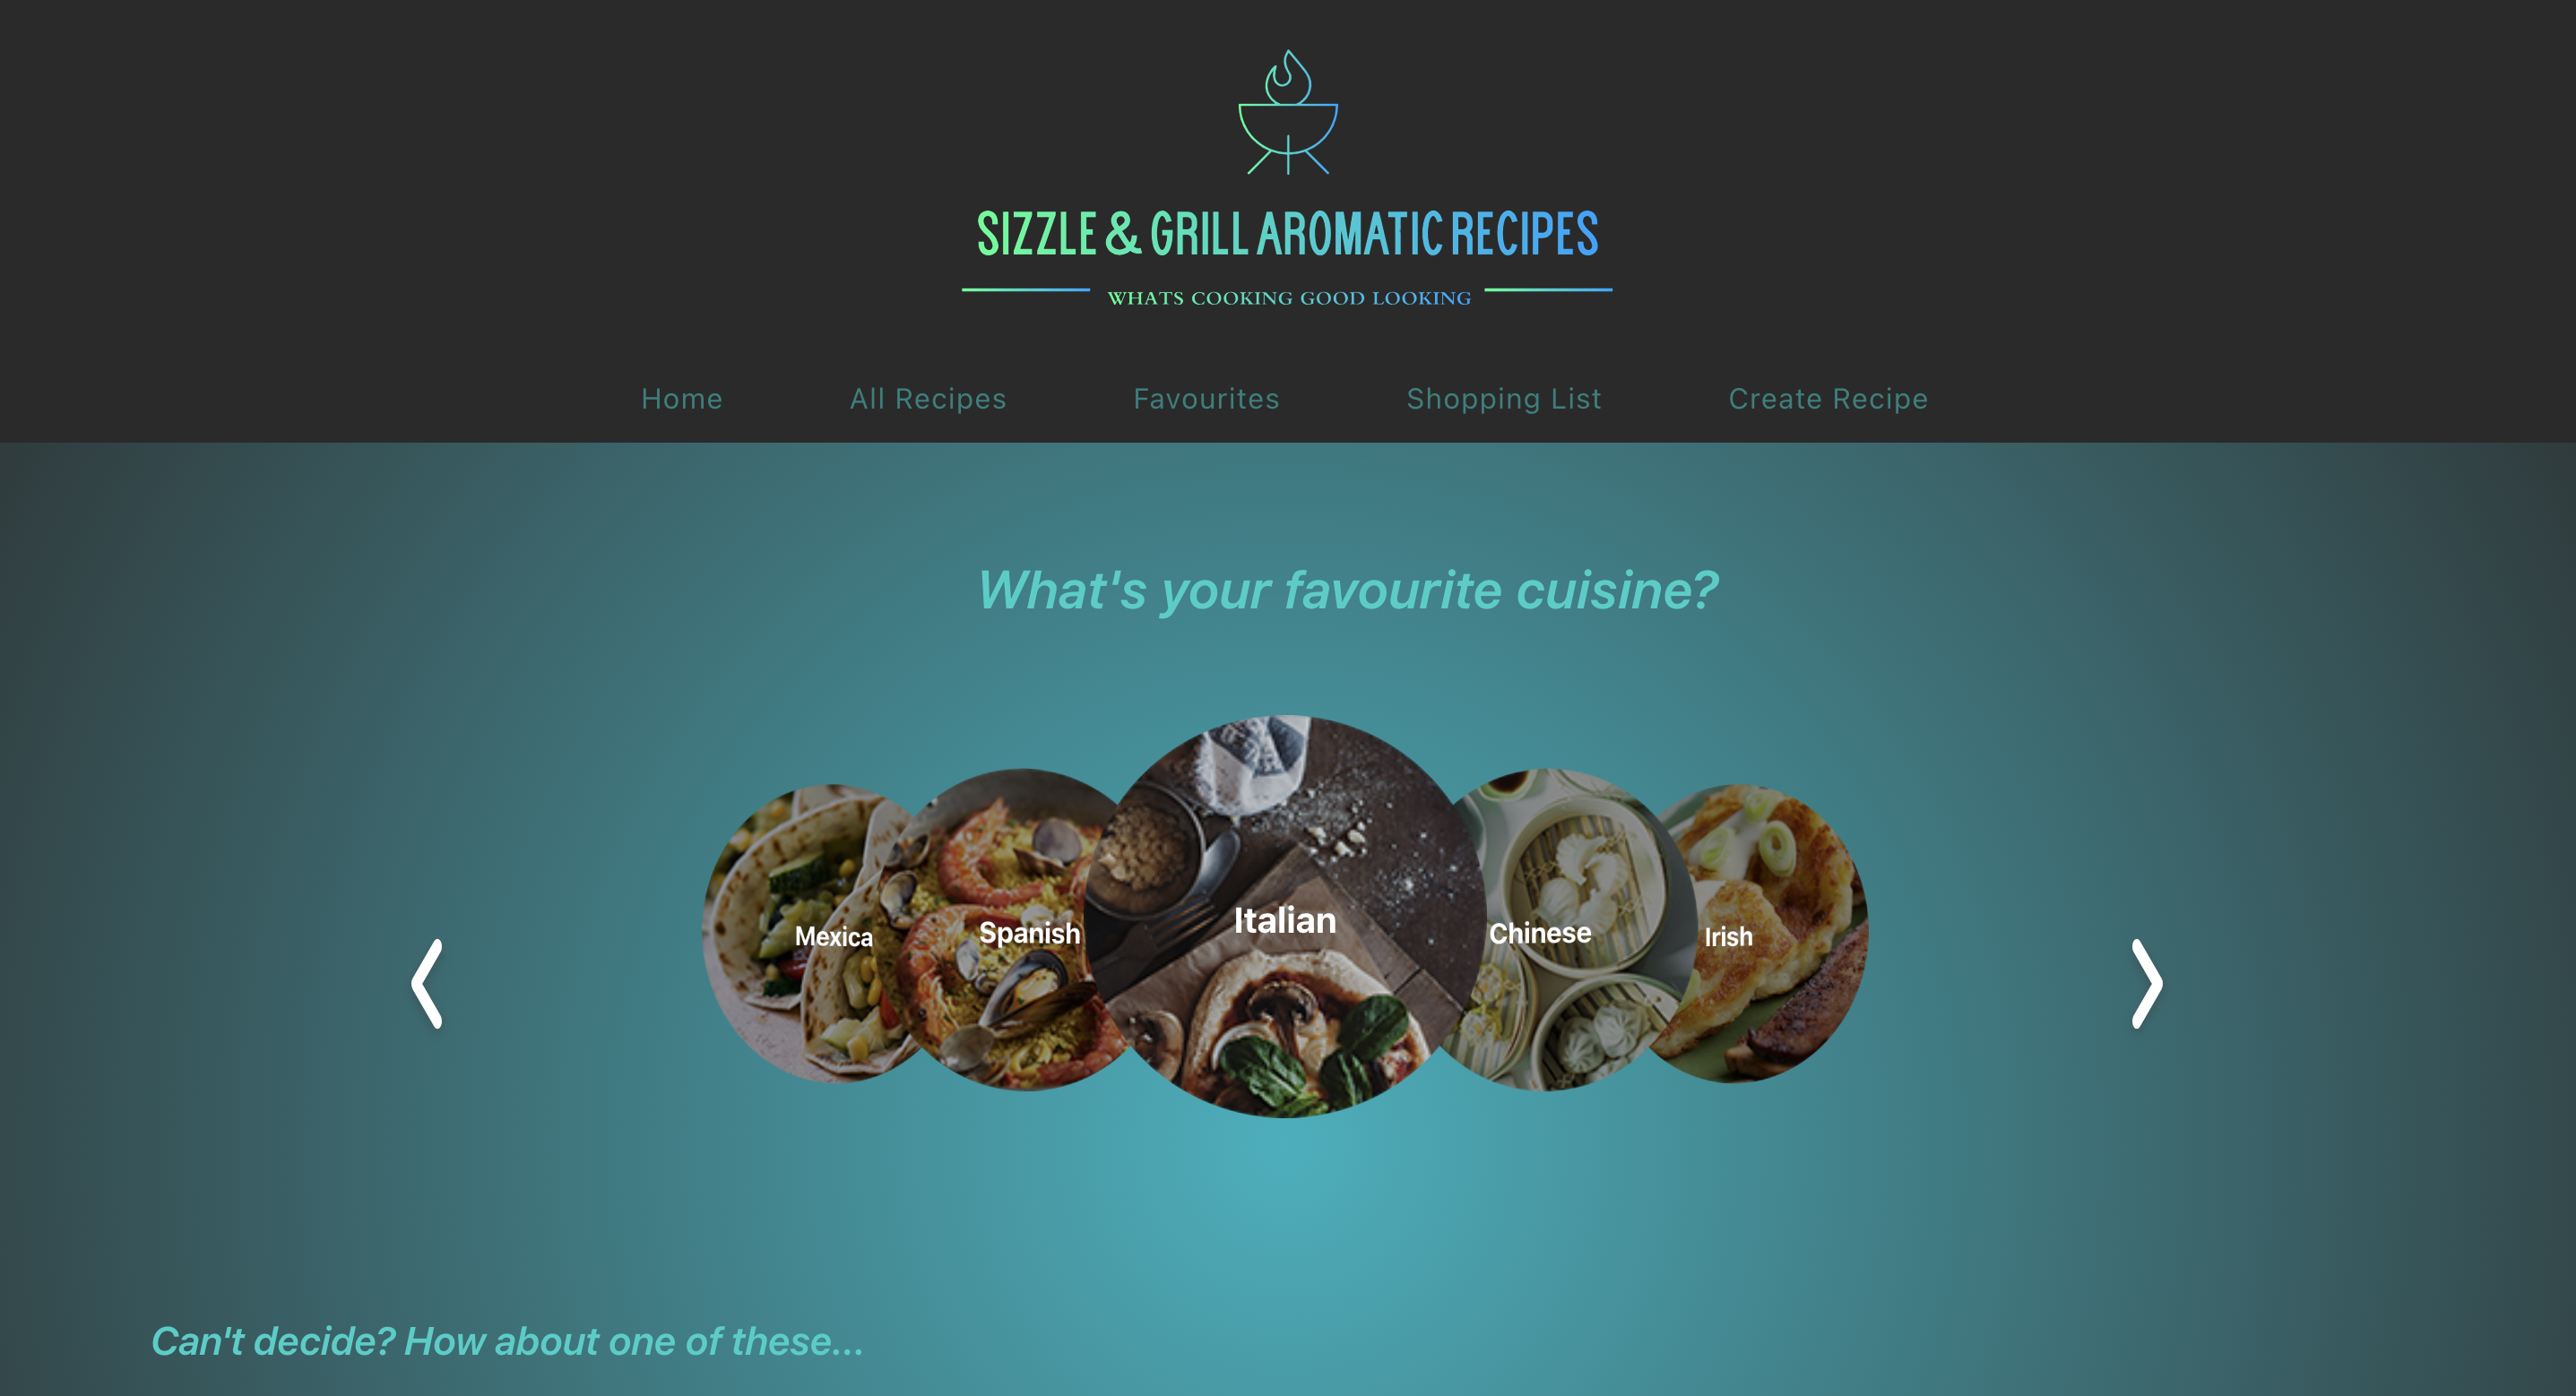 SIZZLE & GRILL AROMATIC RECIPES
WHATS COOKING GOOD LOOKING
Home All Recipes Favourites Shopping List Create Recipe
What's your favourite cuisine?
Mexica Spanish Italian Chinese Irish
Can't decide? How about one of these...